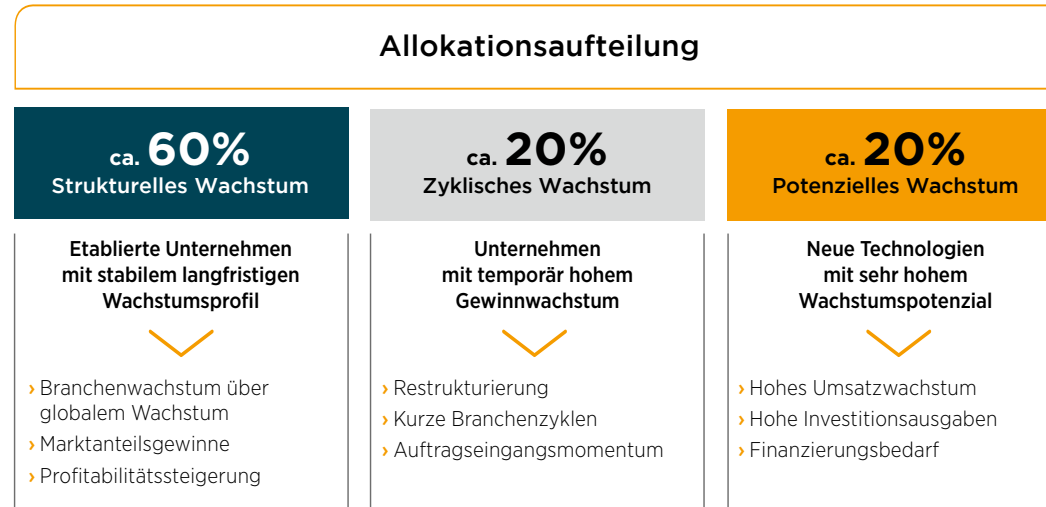 Allokationsaufteilung
ca. 60%
Strukturelles Wachstum
Etablierte Unternehmen
mit stabilem langfristigen
Wachstumsprofil
› Branchenwachstum über
globalem Wachstum
› Marktanteilsgewinne
› Profitabilitätssteigerung
ca. 20%
Zyklisches Wachstum
Unternehmen
mit temporär hohem
Gewinnwachstum
› Restrukturierung
› Kurze Branchenzyklen
› Auftragseingangsmomentum
ca. 20%
Potenzielles Wachstum
Neue Technologien
mit sehr hohem
Wachstumspotenzial
› Hohes Umsatzwachstum
› Hohe Investitionsausgaben
› Finanzierungsbedarf